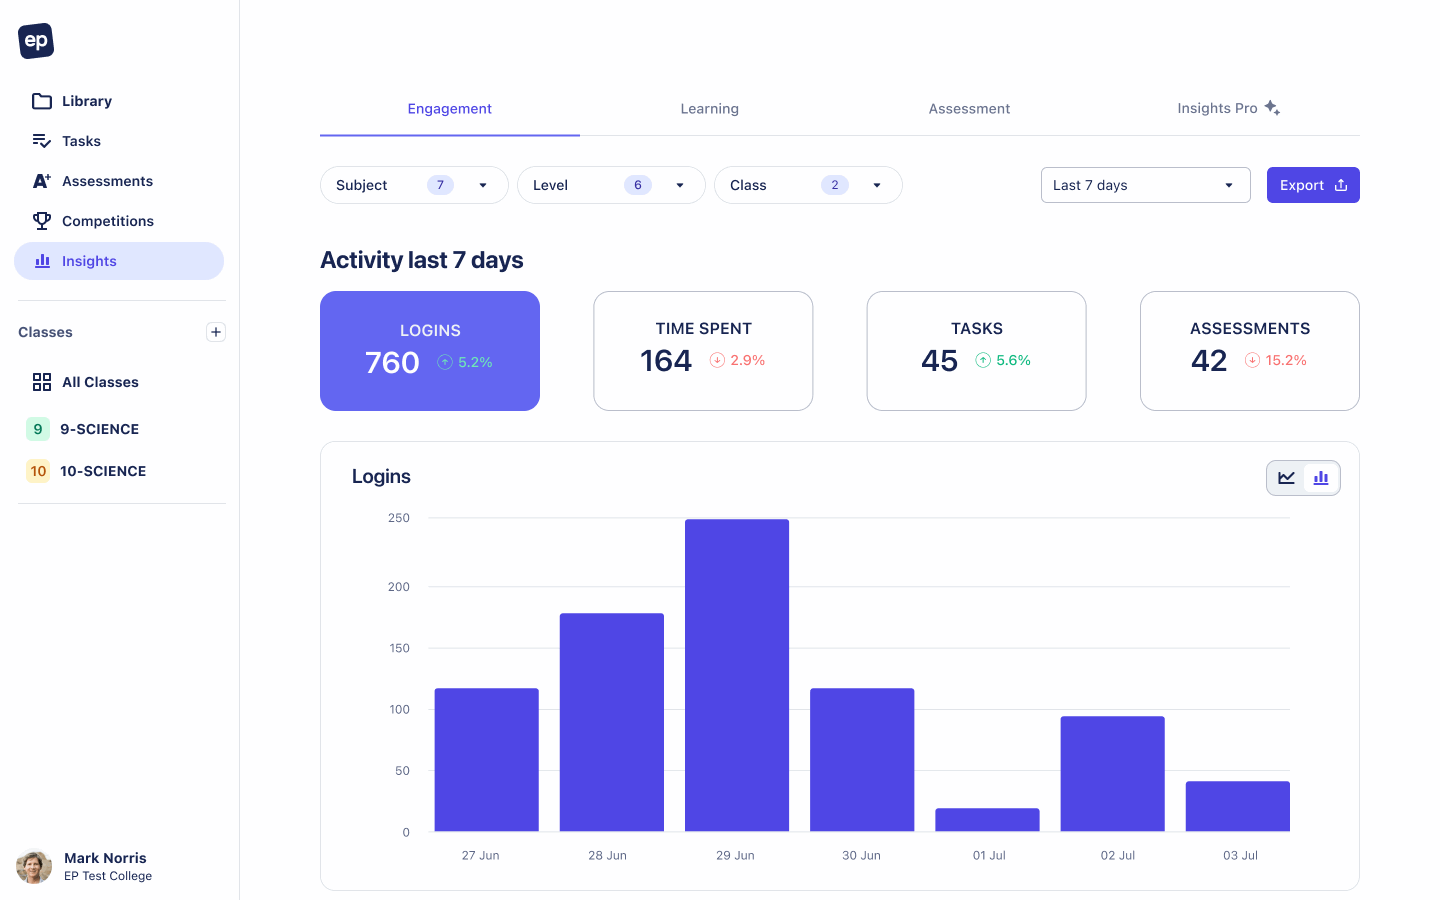 ep
Library
Tasks
A+ Assessments
Competitions
Insights
Classes
All Classes
9 9-SCIENCE
10 10-SCIENCE
Mark Norris
EP Test College
Engagement Learning Assessment Insights Pro
Subject 7 Level 6 Class 2 Last 7 days Export
Activity last 7 days
LOGINS
760 5.2%
TIME SPENT
164 2.9%
TASKS
45 5.6%
ASSESSMENTS
42 15.2%
Logins
250
200
150
100
50
0
27 Jun 28 Jun 29 Jun 30 Jun 01 Jul 02 Jul 03 Jul